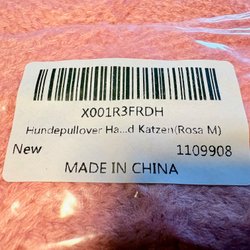 X001R3FRDH
Hundepullover Ha...d Katzen(Rosa M)
New 1109908
MADE IN CHINA